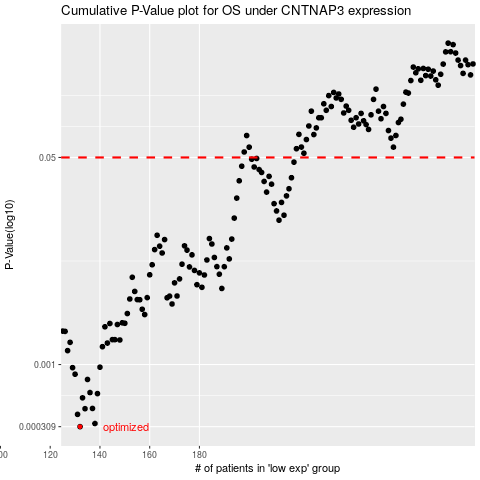 Cumulative P-Value plot for OS under CNTNAP3 expression
P-Value(log10)
0.05
0.001
0.000309
optimized
00 120 140 160 180
# of patients in 'low exp' group